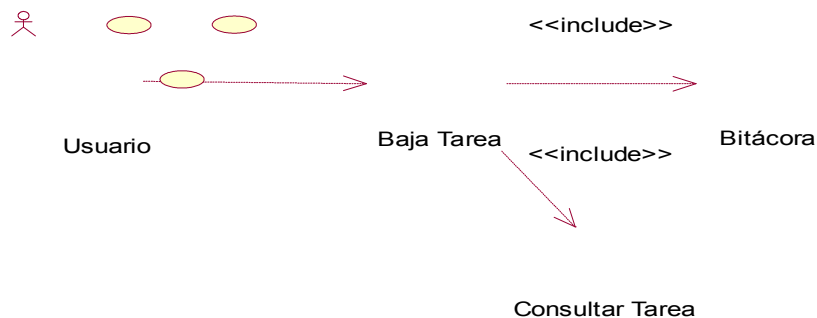 <<include>>
Usuario
Baja Tarea
<<include>>
Bitácora
Consultar Tarea